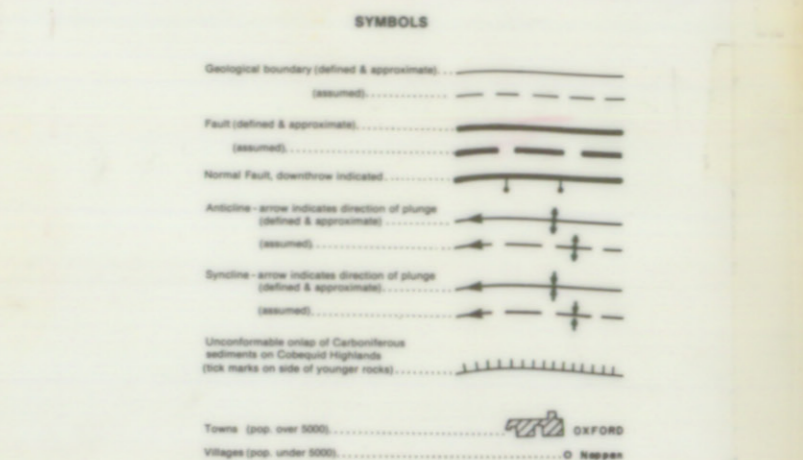 SYMBOLS
Geological boundary (defined & approximate)....
(assumed)..................
Fault (defined & approximate)....................
(assumed)....................................
Normal Fault, downthrow indicated..............
Anticline - arrow indicates direction of plunge
(defined & approximate)..............
(assumed).............................
Syncline - arrow indicates direction of plunge
(defined & approximate)..............
(assumed).............................
Unconformable onlap of Carboniferous
sediments on Cobequid Highlands
(tick marks on side of younger rocks)............
Towns (pop. over 5000).................................... OXFORD
Villages (pop. under 5000)................................................ Nappan